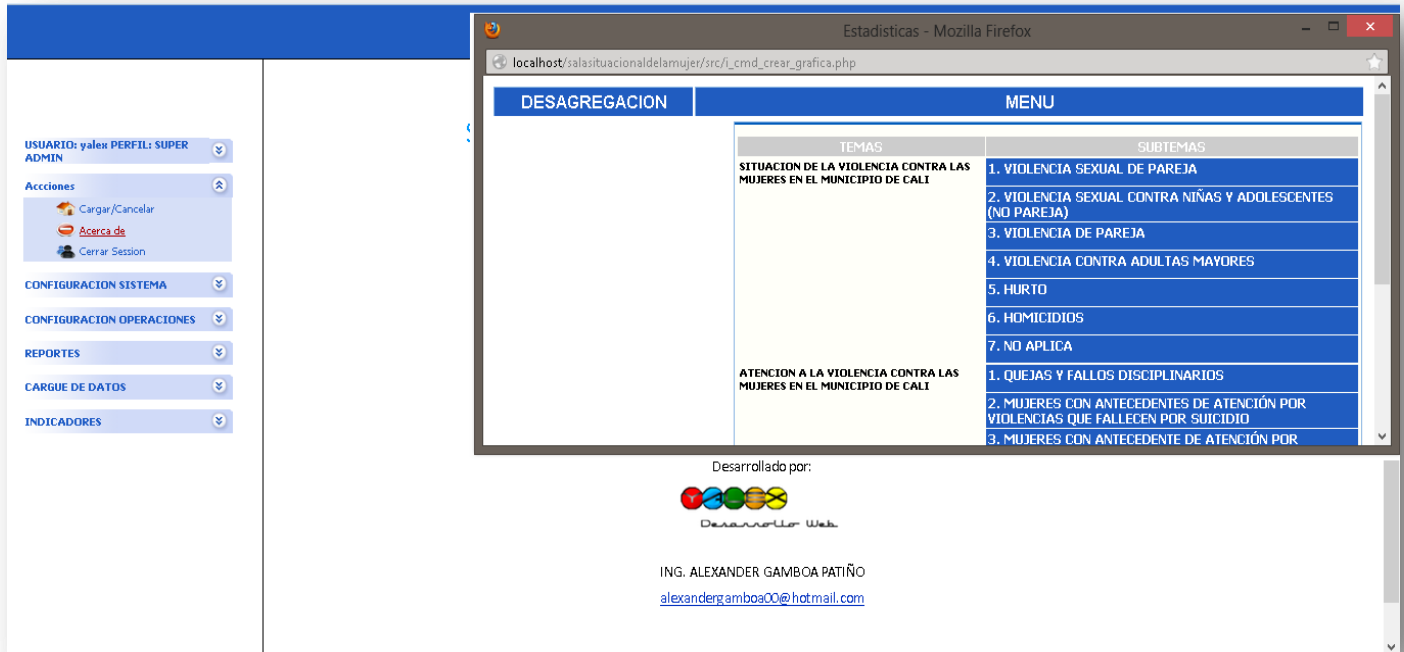 Estadisticas - Mozilla Firefox
localhost/salasituacionaldelamujer/src/i_cmd_crear_grafica.php
DESAGREGACION
MENU
TEMAS
SUBTEMAS
SITUACION DE LA VIOLENCIA CONTRA LAS
MUJERES EN EL MUNICIPIO DE CALI
1. VIOLENCIA SEXUAL DE PAREJA
2. VIOLENCIA SEXUAL CONTRA NIÑAS Y ADOLESCENTES
(NO PAREJA)
3. VIOLENCIA DE PAREJA
4. VIOLENCIA CONTRA ADULTAS MAYORES
5. HURTO
6. HOMICIDIOS
7. NO APLICA
ATENCION A LA VIOLENCIA CONTRA LAS
MUJERES EN EL MUNICIPIO DE CALI
1. QUEJAS Y FALLOS DISCIPLINARIOS
2. MUJERES CON ANTECEDENTES DE ATENCIÓN POR
VIOLENCIAS QUE FALLECEN POR SUICIDIO
3. MUJERES CON ANTECEDENTE DE ATENCIÓN POR
USUARIO: yalex PERFIL: SUPER
ADMIN
Accciones
Cargar/Cancelar
Acerca de
Cerrar Session
CONFIGURACION SISTEMA
CONFIGURACION OPERACIONES
REPORTES
CARGUE DE DATOS
INDICADORES
Desarrollado por:
YALEX
Desarrollo Web
ING. ALEXANDER GAMBOA PATIÑO
alexandergamboa00@hotmail.com